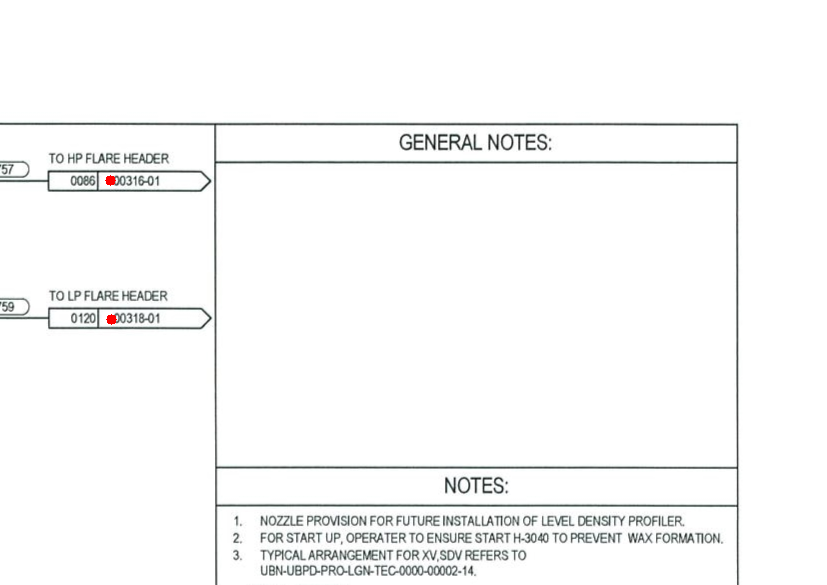 GENERAL NOTES:
757
TO HP FLARE HEADER
0086 00316-01
TO LP FLARE HEADER
759
0120 00318-01
NOTES:
1. NOZZLE PROVISION FOR FUTURE INSTALLATION OF LEVEL DENSITY PROFILER.
2. FOR START UP, OPERATER TO ENSURE START H-3040 TO PREVENT WAX FORMATION.
3. TYPICAL ARRANGEMENT FOR XV,SDV REFERS TO
UBN-UBPD-PRO-LGN-TEC-0000-00002-14.